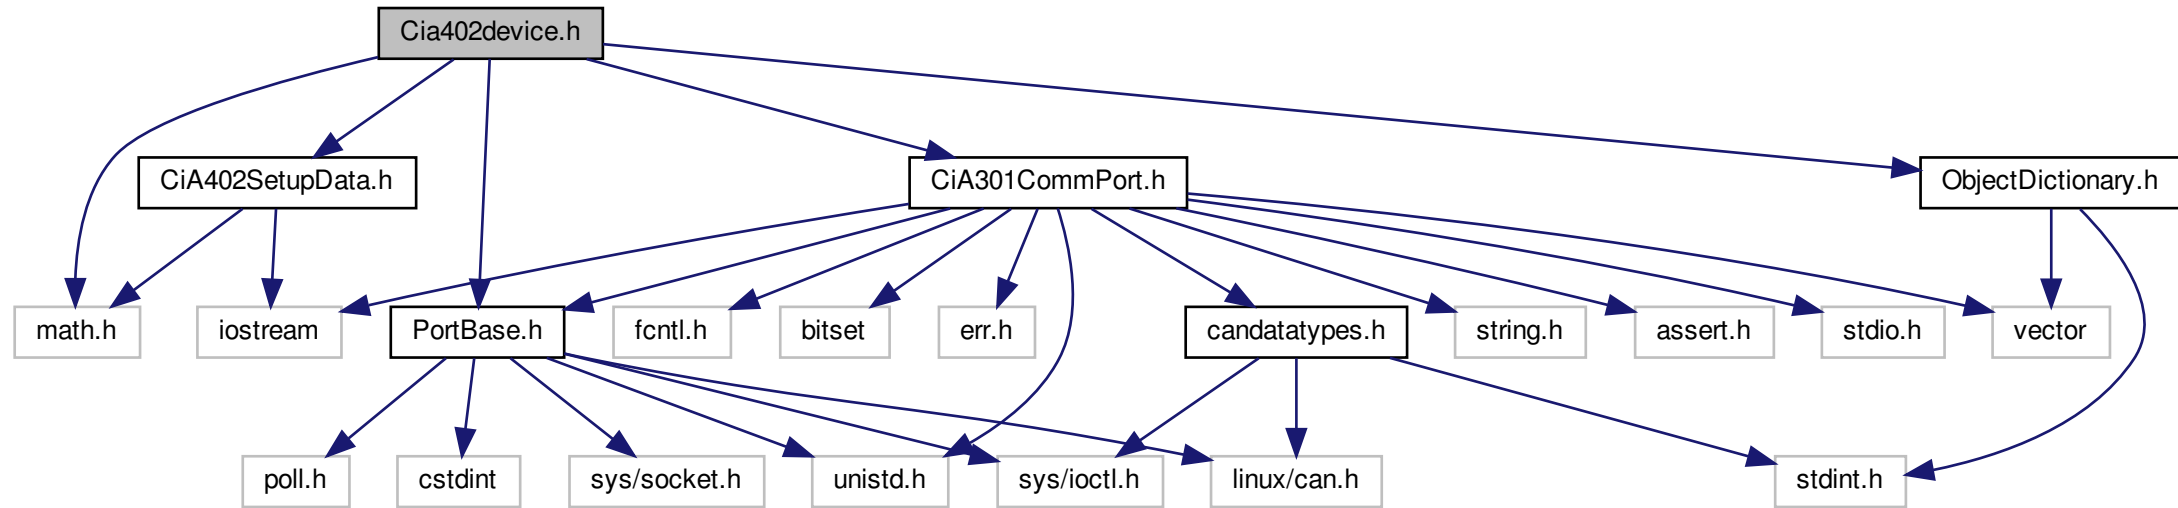 Cia402device.h
CiA402SetupData.h
CiA301CommPort.h
ObjectDictionary.h
math.h
iostream
PortBase.h
fcntl.h
bitset
err.h
candatatypes.h
string.h
assert.h
stdio.h
vector
poll.h
cstdint
sys/socket.h
unistd.h
sys/ioctl.h
linux/can.h
stdint.h